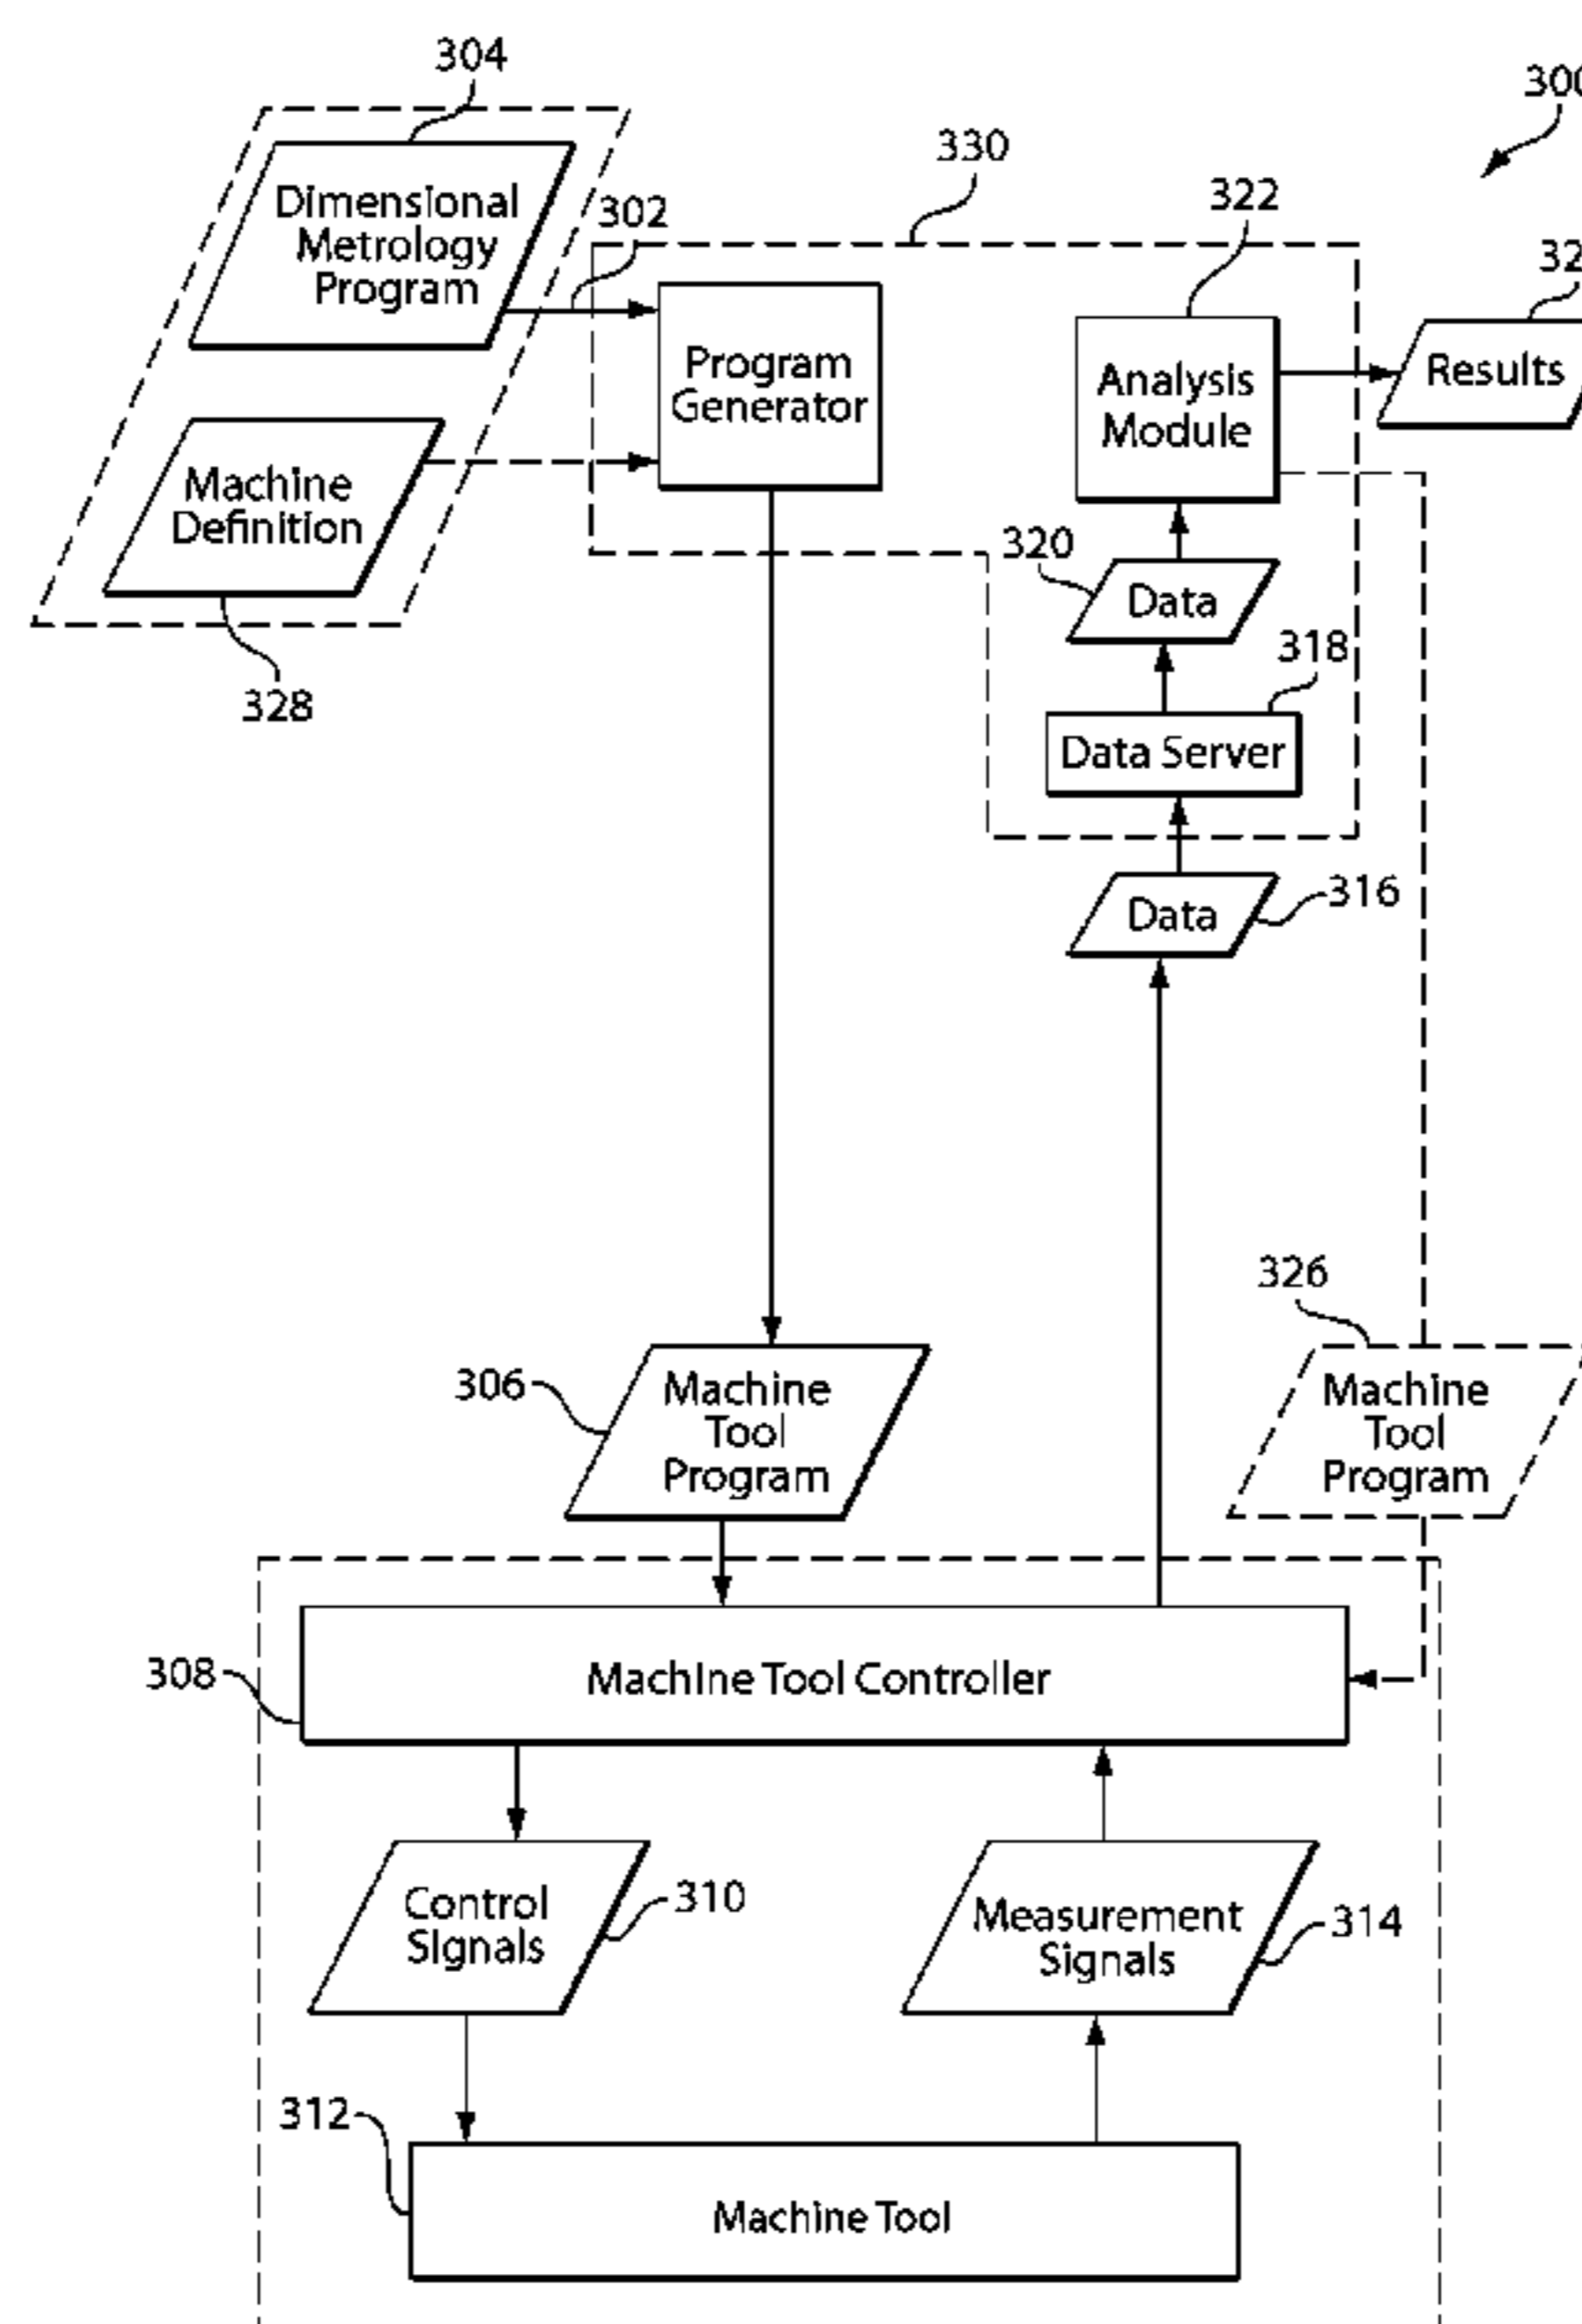 304
300
330
322
Dimensional
Metrology
Program
302
32
Program
Generator
Analysis
Module
Results
Machine
Definition
320
Data
318
328
Data Server
316
Data
326
306
Machine
Tool
Program
Machine
Tool
Program
308
Machine Tool Controller
Control
Signals
310
Measurement
Signals
314
312
Machine Tool